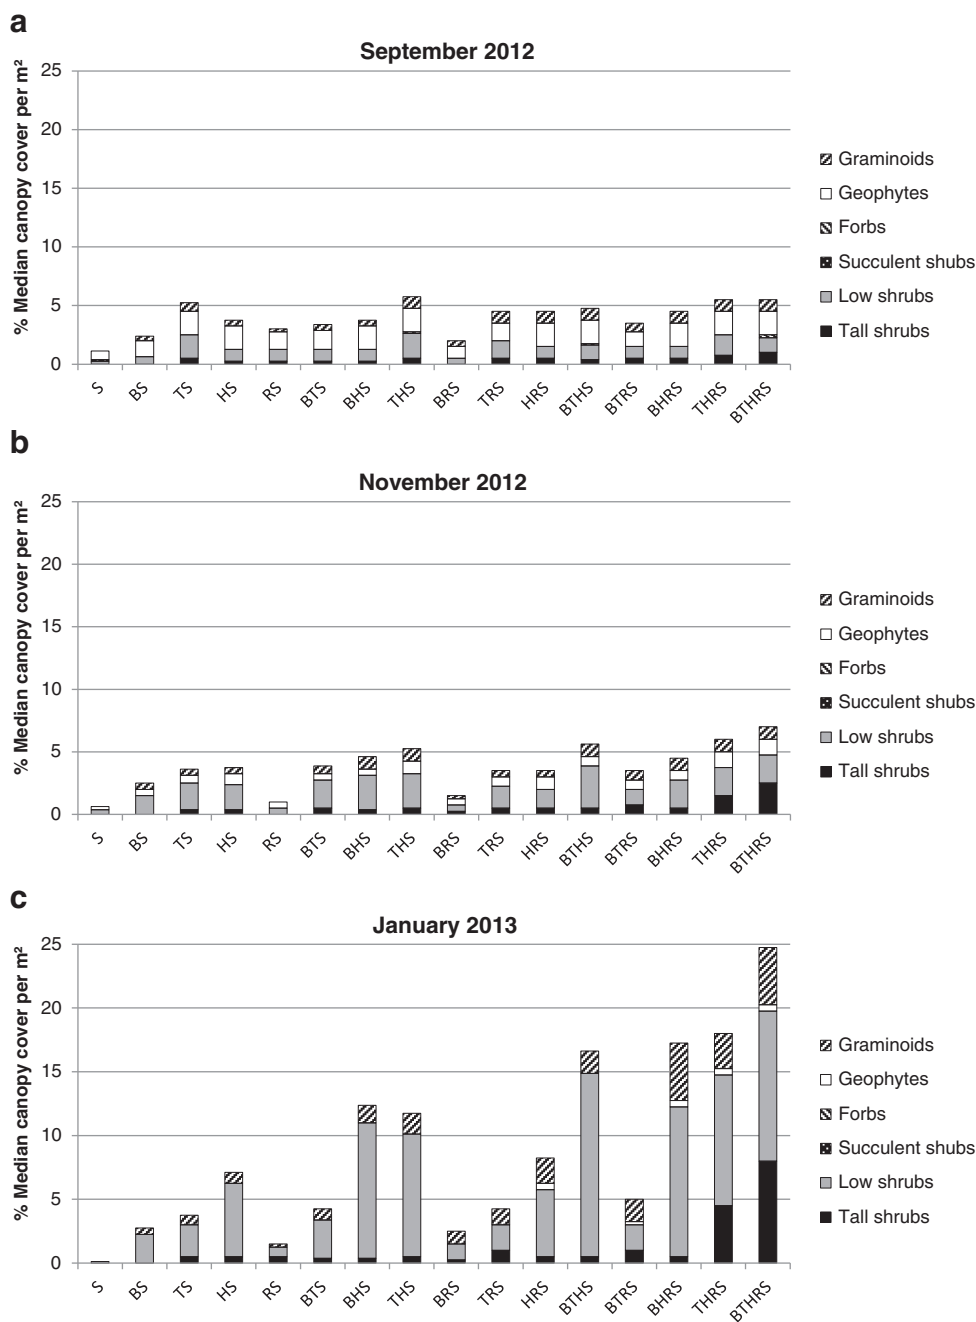 a
September 2012
% Median canopy cover per m²
25
20
15
10
5
0
S BS TS HS RS BTS BHS THS BRS TRS HRS BTHS BTRS BHRS THRS BTHRS
Graminoids
Geophytes
Forbs
Succulent shubs
Low shrubs
Tall shrubs
b
November 2012
% Median canopy cover per m²
25
20
15
10
5
0
S BS TS HS RS BTS BHS THS BRS TRS HRS BTHS BTRS BHRS THRS BTHRS
Graminoids
Geophytes
Forbs
Succulent shubs
Low shrubs
Tall shrubs
c
January 2013
% Median canopy cover per m²
25
20
15
10
5
0
S BS TS HS RS BTS BHS THS BRS TRS HRS BTHS BTRS BHRS THRS BTHRS
Graminoids
Geophytes
Forbs
Succulent shubs
Low shrubs
Tall shrubs